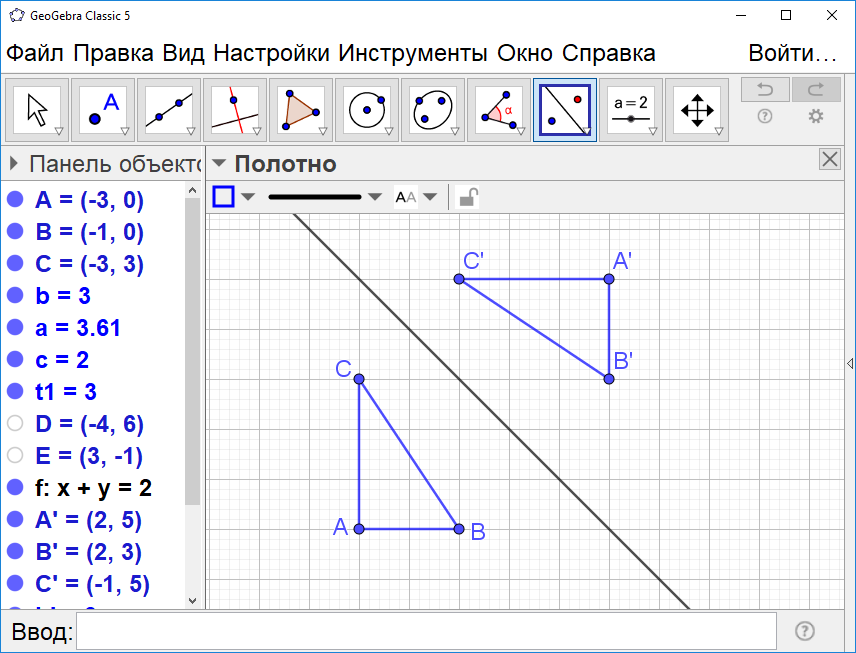 GeoGebra Classic 5
Файл Правка Вид Настройки Инструменты Окно Справка Войти…
A α a = 2
Панель объекто
Полотно
AA
A = (-3, 0)
B = (-1, 0)
C = (-3, 3)
b = 3
a = 3.61
c = 2
t1 = 3
D = (-4, 6)
E = (3, -1)
f: x + y = 2
A' = (2, 5)
B' = (2, 3)
C' = (-1, 5)
C' A'
B'
C
A B
Ввод: